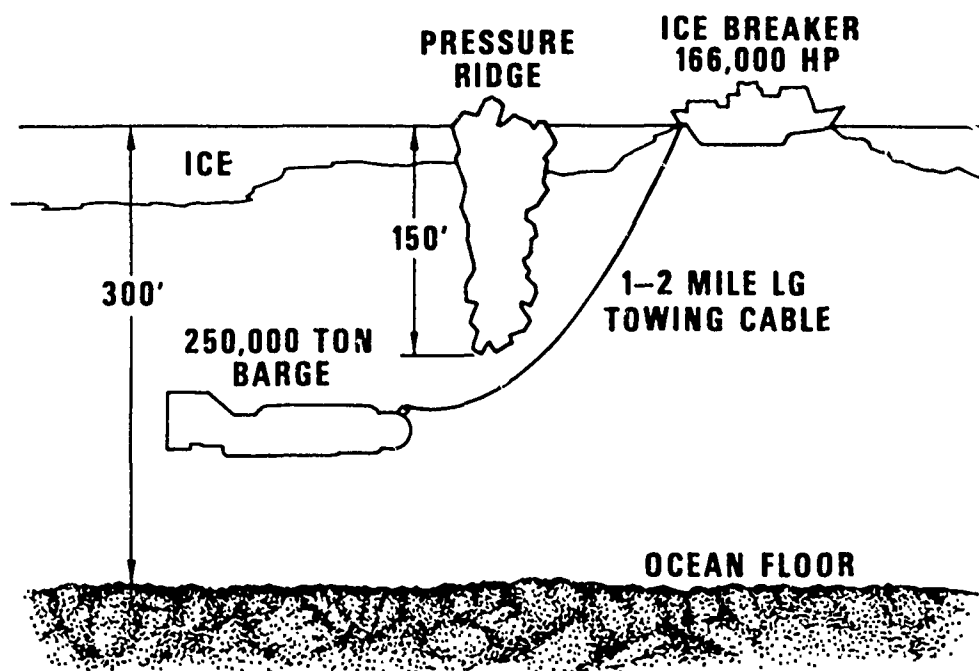 PRESSURE
RIDGE
ICE BREAKER
166,000 HP
ICE
150'
300'
1–2 MILE LG
TOWING CABLE
250,000 TON
BARGE
OCEAN FLOOR